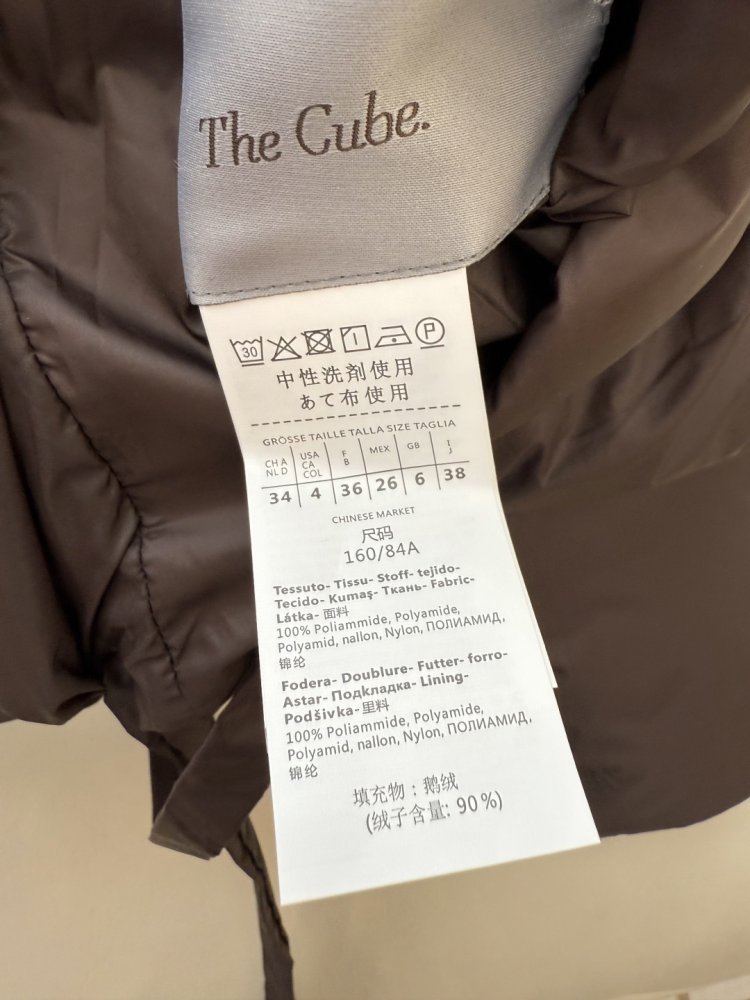 The Cube.
30 P
中性洗剤使用
あて布使用
GRÖSSE TAILLE TALLA SIZE TAGLIA
CH A NL D USA CA COL F B MEX GB I J
34 4 36 26 6 38
CHINESE MARKET
尺码
160/84A
Tessuto- Tissu- Stoff- tejido-
Tecido- Kumaş- Ткань- Fabric-
Látka- 面料
100% Poliammide, Polyamide,
Polyamid, nallon, Nylon, ПОЛИАМИД,
锦纶
Fodera- Doublure- Futter- forro-
Astar- Подкладка- Lining-
Podšivka- 里料
100% Poliammide, Polyamide,
Polyamid, nallon, Nylon, ПОЛИАМИД,
锦纶
填充物：鹅绒
(绒子含量: 90%)